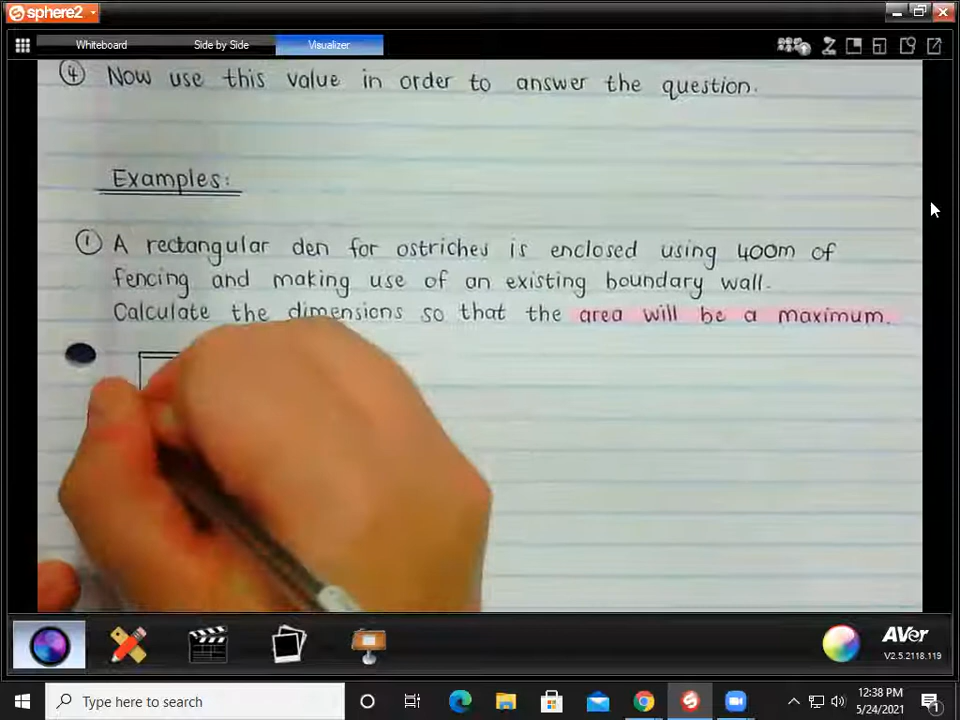 sphere2
Whiteboard
Side by Side
Visualizer
④ Now use this value in order to answer the question.
Examples:
① A rectangular den for ostriches is enclosed using 400m of
fencing and making use of an existing boundary wall.
Calculate the dimensions so that the area will be a maximum.
AVer
V2.5.2118.119
Type here to search
12:38 PM
5/24/2021
1